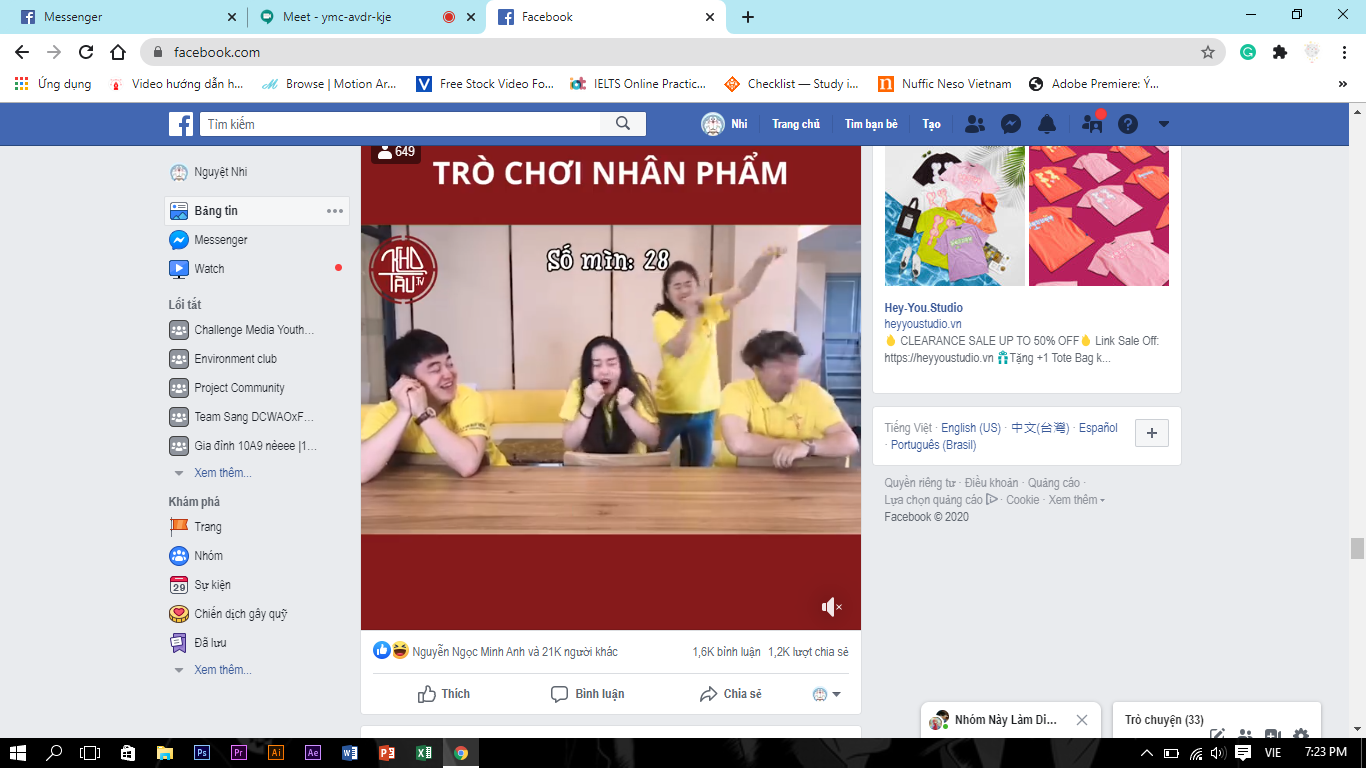 Messenger
Meet - ymc-avdr-kje
Facebook
facebook.com
Ứng dụng
Video hướng dẫn h...
Browse | Motion Ar...
Free Stock Video Fo...
IELTS Online Practic...
Checklist — Study i...
Nuffic Neso Vietnam
Adobe Premiere: Ý...
Tìm kiếm
Nhi
Trang chủ
Tìm bạn bè
Tạo
Nguyệt Nhi
Bảng tin
Messenger
Watch
Lối tắt
Challenge Media Youth...
Environment club
Project Community
Team Sang DCWAOxF...
Gia đình 10A9 nèeee |1...
Xem thêm...
Khám phá
Trang
Nhóm
29
Sự kiện
Chiến dịch gây quỹ
Đã lưu
Xem thêm...
649
TRÒ CHƠI NHÂN PHẨM
KHO TÀU TV
Số mìn: 28
Nguyễn Ngọc Minh Anh và 21K người khác
1,6K bình luận 1,2K lượt chia sẻ
Thích
Bình luận
Chia sẻ
Hey-You.Studio
heyyoustudio.vn
CLEARANCE SALE UP TO 50% OFF Link Sale Off:
https://heyyoustudio.vn Tặng +1 Tote Bag k...
Tiếng Việt · English (US) · 中文(台灣) · Español
· Português (Brasil)
Quyền riêng tư · Điều khoản · Quảng cáo ·
Lựa chọn quảng cáo · Cookie · Xem thêm
Facebook © 2020
Nhóm Này Làm Di...
Trò chuyện (33)
Ps
Pr
Ai
Ae
VIE
7:23 PM